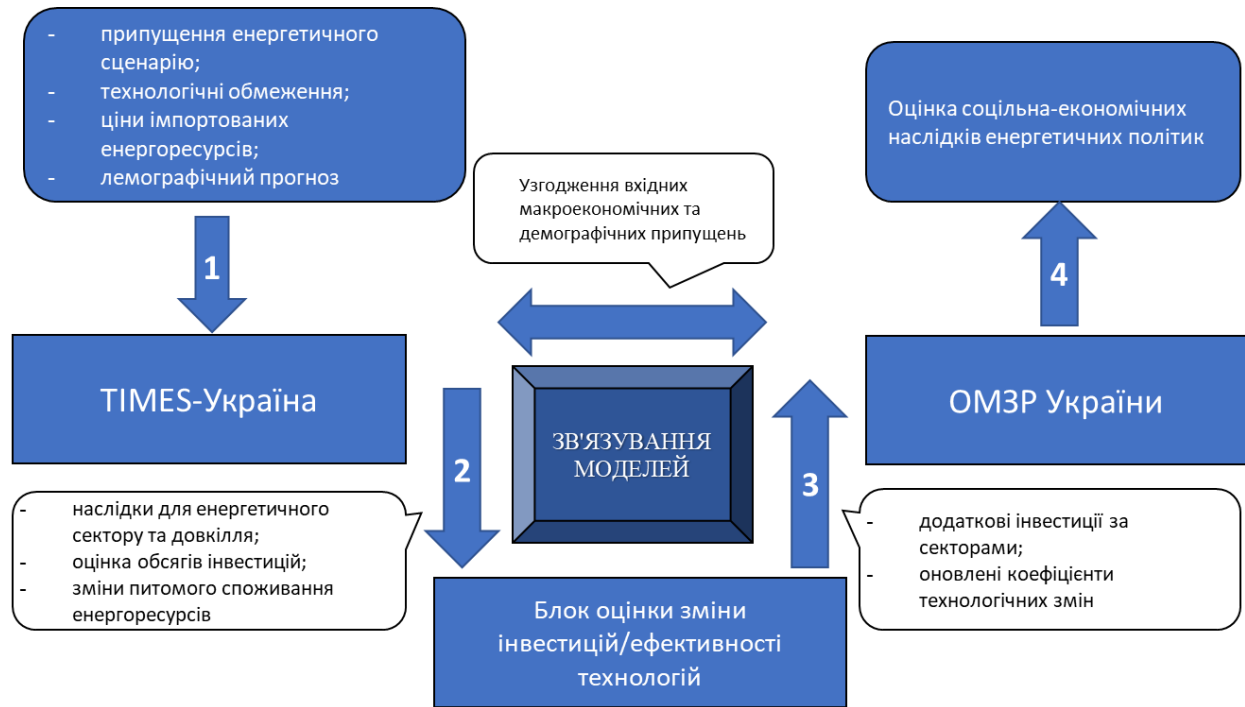 - припущення енергетичного
сценарію;
- технологічні обмеження;
- ціни імпортованих
енергоресурсів;
- лемографічний прогноз
1
TIMES-Україна
Узгодження вхідних
макроекономічних та
демографічних припущень
Оцінка соцільна-економічних
наслідків енергетичних політик
4
ОМЗР України
2
ЗВ'ЯЗУВАННЯ
МОДЕЛЕЙ
3
- наслідки для енергетичного
сектору та довкілля;
- оцінка обсягів інвестицій;
- зміни питомого споживання
енергоресурсів
Блок оцінки зміни
інвестицій/ефективності
технологій
- додаткові інвестиції за
секторами;
- оновлені коефіцієнти
технологічних змін